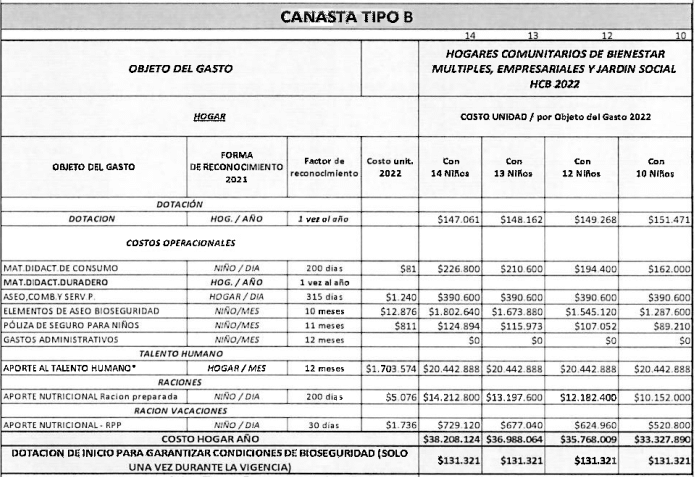 CANASTA TIPO B
14 13 12 10
OBJETO DEL GASTO
HOGARES COMUNITARIOS DE BIENESTAR
MULTIPLES, EMPRESARIALES Y JARDIN SOCIAL
HCB 2022
HOGAR
COSTO UNIDAD / por Objeto del Gasto 2022
OBJETO DEL GASTO FORMA DE RECONOCIMIENTO 2021 Factor de reconocimiento Costo unit. 2022 Con 14 Niños Con 13 Niños Con 12 Niños Con 10 Niños
DOTACIÓN
DOTACION HOG. / AÑO 1 vez al año $147.061 $148.162 $149.268 $151.471
COSTOS OPERACIONALES
MAT.DIDACT.DE CONSUMO NIÑO / DIA 200 dias $81 $226.800 $210.600 $194.400 $162.000
MAT.DIDACT.DURADERO HOG. / AÑO 1 vez al año
ASEO,COMB.Y SERV.P. HOGAR / DIA 315 dias $1.240 $390.600 $390.600 $390.600 $390.600
ELEMENTOS DE ASEO BIOSEGURIDAD NIÑO/MES 10 meses $12.876 $1.802.640 $1.673.880 $1.545.120 $1.287.600
PÓLIZA DE SEGURO PARA NIÑOS NIÑO/MES 11 meses $811 $124.894 $115.973 $107.052 $89.210
GASTOS ADMINISTRATIVOS NIÑO/MES 12 meses $0 $0 $0 $0
TALENTO HUMANO
APORTE AL TALENTO HUMANO* HOGAR / MES 12 meses $1.703.574 $20.442.888 $20.442.888 $20.442.888 $20.442.888
RACIONES
APORTE NUTRICIONAL Racion preparada NIÑO / DIA 200 dias $5.076 $14.212.800 $13.197.600 $12.182.400 $10.152.000
RACION VACACIONES
APORTE NUTRICIONAL - RPP NIÑO / DIA 30 dias $1.736 $729.120 $677.040 $624.960 $520.800
COSTO HOGAR AÑO $38.208.124 $36.988.064 $35.768.009 $33.327.890
DOTACION DE INICIO PARA GARANTIZAR CONDICIONES DE BIOSEGURIDAD (SOLO
UNA VEZ DURANTE LA VIGENCIA) $131.321 $131.321 $131.321 $131.321